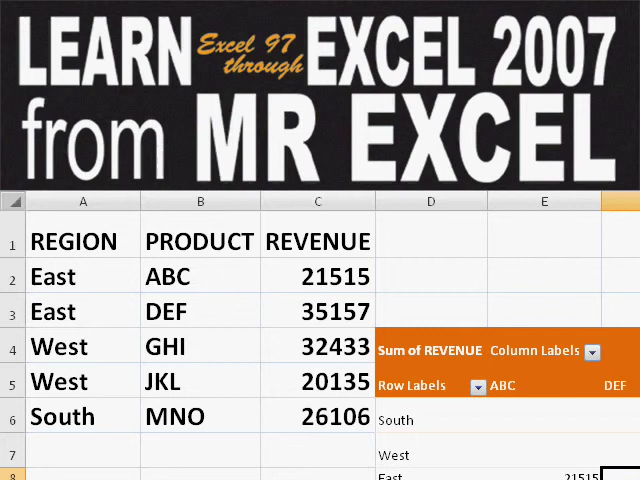 LEARN Excel 97 through EXCEL 2007
from MR EXCEL
A B C D E
1 REGION PRODUCT REVENUE
2 East ABC 21515
3 East DEF 35157
4 West GHI 32433 Sum of REVENUE Column Labels
5 West JKL 20135 Row Labels ABC DEF
6 South MNO 26106 South
7 West
8 East 21515